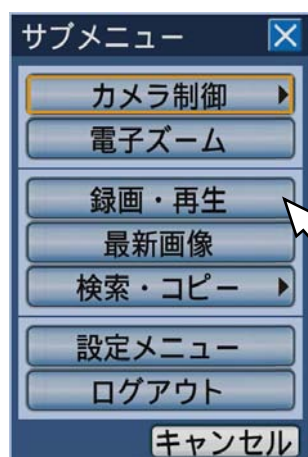 サブメニュー
カメラ制御
電子ズーム
録画・再生
最新画像
検索・コピー
設定メニュー
ログアウト
キャンセル